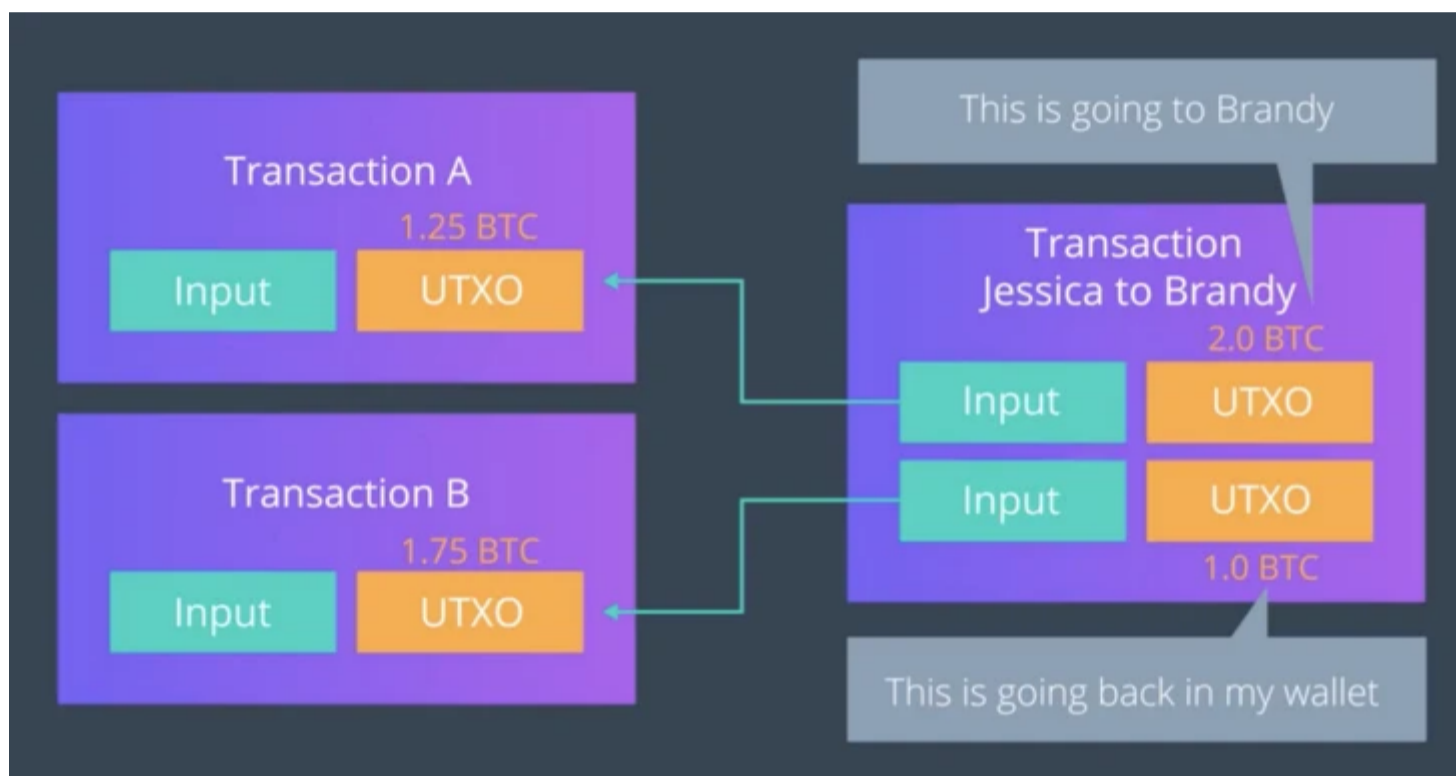 Transaction A
1.25 BTC
Input
UTXO
Transaction B
1.75 BTC
Input
UTXO
This is going to Brandy
Transaction
Jessica to Brandy
2.0 BTC
Input
UTXO
Input
UTXO
1.0 BTC
This is going back in my wallet